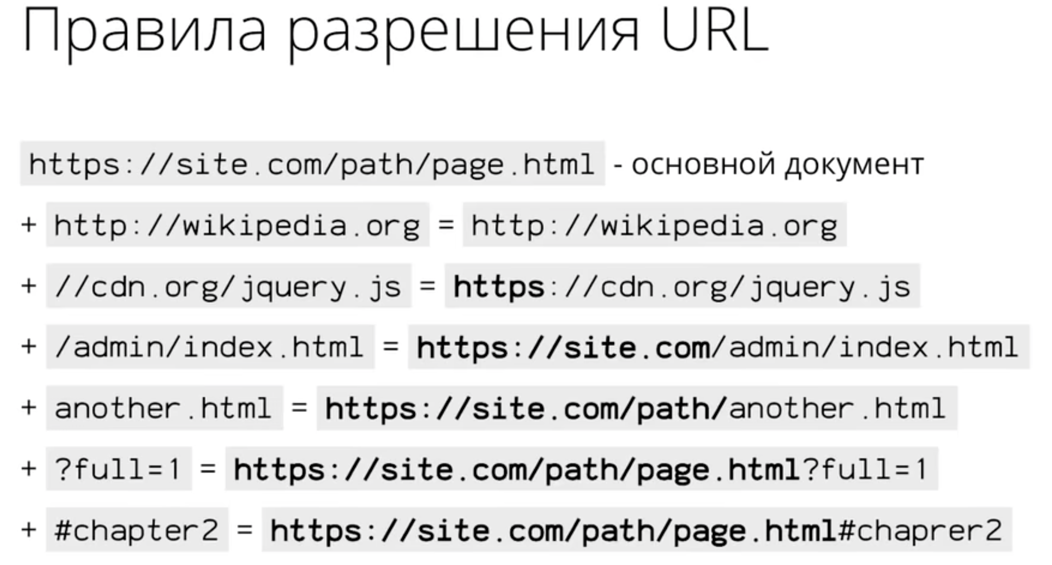 Правила разрешения URL
https://site.com/path/page.html - основной документ
+ http://wikipedia.org = http://wikipedia.org
+ //cdn.org/jquery.js = https://cdn.org/jquery.js
+ /admin/index.html = https://site.com/admin/index.html
+ another.html = https://site.com/path/another.html
+ ?full=1 = https://site.com/path/page.html?full=1
+ #chapter2 = https://site.com/path/page.html#chaprer2